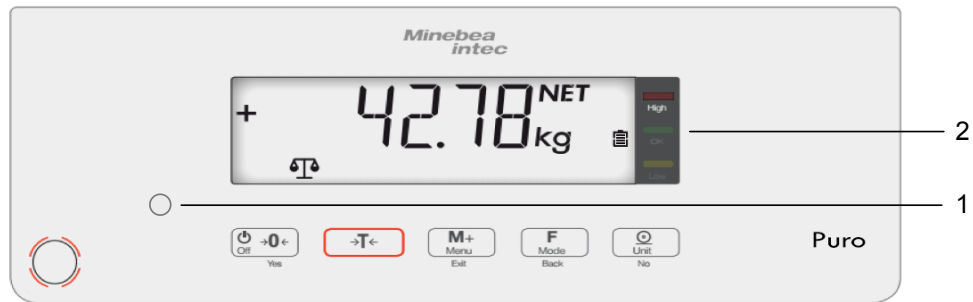 Minebea
intec
+ 42.78 NET
kg
High
OK
Low
2
1
Off →0← →T← M+ Menu F Mode Unit
Yes Exit Back No
Puro